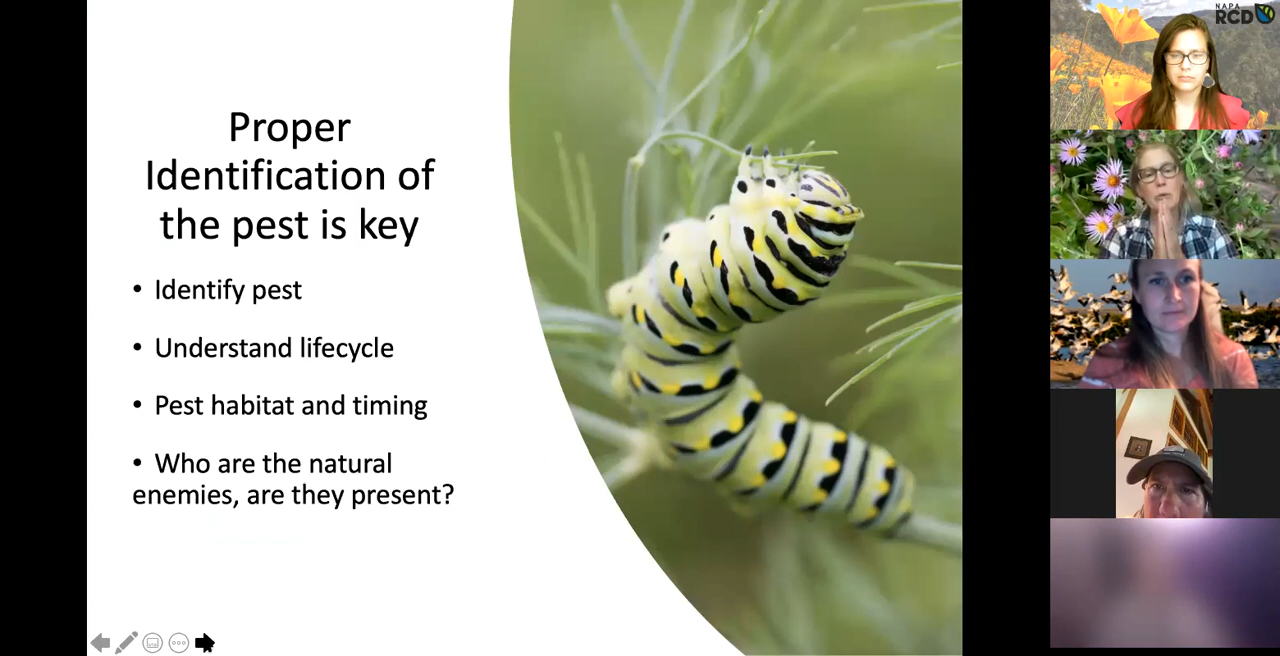 Proper
Identification of
the pest is key
• Identify pest
• Understand lifecycle
• Pest habitat and timing
• Who are the natural
enemies, are they present?
NAPA
RCD